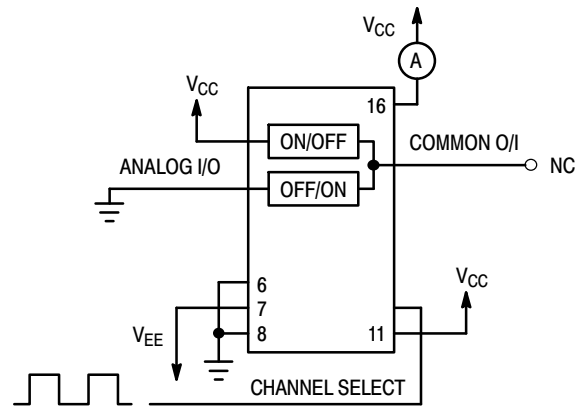 VCC
A
VCC
16
ON/OFF
COMMON O/I
NC
ANALOG I/O
OFF/ON
VCC
6
7
VEE
8
11
CHANNEL SELECT